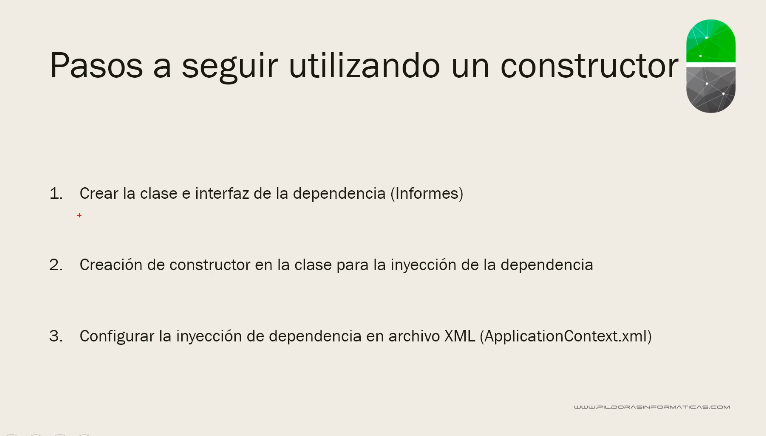 Pasos a seguir utilizando un constructor
1. Crear la clase e interfaz de la dependencia (Informes)
2. Creación de constructor en la clase para la inyección de la dependencia
3. Configurar la inyección de dependencia en archivo XML (ApplicationContext.xml)
WWW.PILDORASINFORMATICAS.COM